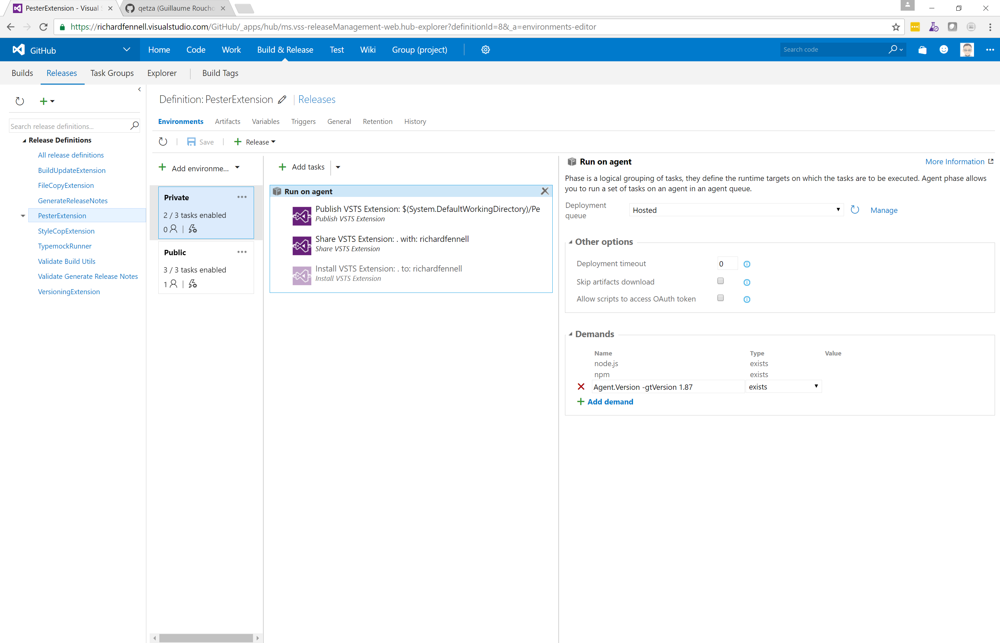 PesterExtension - Visual S
qetza (Guillaume Roucho
https://richardfennell.visualstudio.com/GitHub/_apps/hub/ms.vss-releaseManagement-web.hub-explorer?definitionId=8&_a=environments-editor
GitHub
Home Code Work Build & Release Test Wiki Group (project)
Search code
Builds Releases Task Groups Explorer Build Tags
Search release definitions...
Release Definitions
All release definitions
BuildUpdateExtension
FileCopyExtension
GenerateReleaseNotes
PesterExtension
StyleCopExtension
TypemockRunner
Validate Build Utils
Validate Generate Release Notes
VersioningExtension
Definition: PesterExtension | Releases
Environments Artifacts Variables Triggers General Retention History
Save Release
Add environme...
Private
2 / 3 tasks enabled
0
Public
3 / 3 tasks enabled
1
Add tasks
Run on agent
Publish VSTS Extension: $(System.DefaultWorkingDirectory)/Pe
Publish VSTS Extension
Share VSTS Extension: . with: richardfennell
Share VSTS Extension
Install VSTS Extension: . to: richardfennell
Install VSTS Extension
Run on agent
More Information
Phase is a logical grouping of tasks, they define the runtime targets on which the tasks are to be executed. Agent phase allows
you to run a set of tasks on an agent in an agent queue.
Deployment
queue
Hosted
Manage
Other options
Deployment timeout 0
Skip artifacts download
Allow scripts to access OAuth token
Demands
Name Type Value
node.js exists
npm exists
Agent.Version -gtVersion 1.87 exists
Add demand